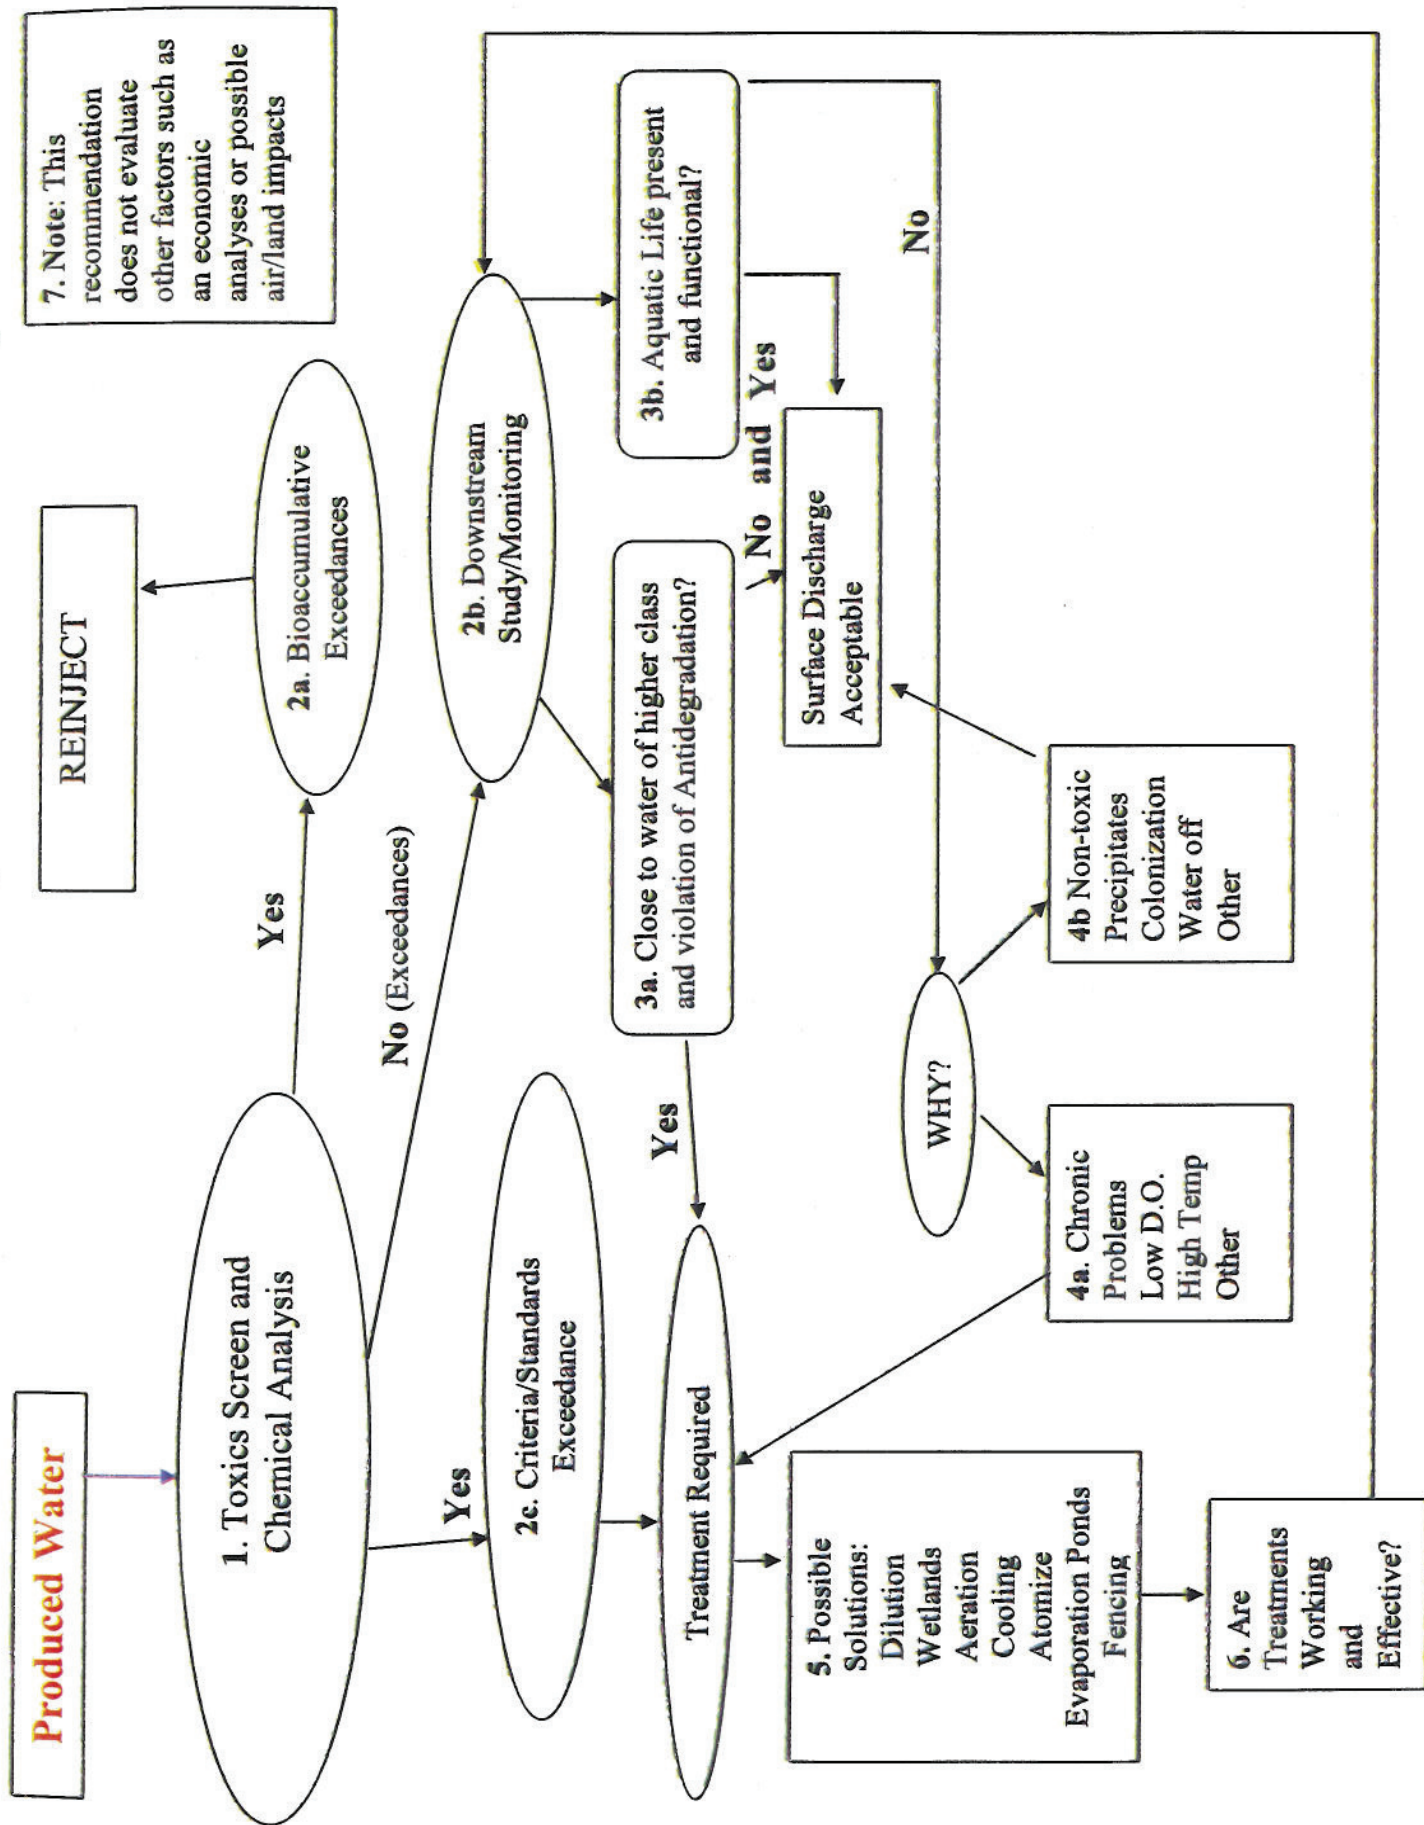 Produced Water
REINJECT
7. Note: This
recommendation
does not evaluate
other factors such as
an economic
analyses or possible
air/land impacts
1. Toxics Screen and
Chemical Analysis
Yes
2a. Bioaccumulative
Exceedances
No (Exceedances)
Yes
2c. Criteria/Standards
Exceedance
2b. Downstream
Study/Monitoring
Treatment Required
Yes
3a. Close to water of higher class
and violation of Antidegradation?
3b. Aquatic Life present
and functional?
No and Yes
Surface Discharge
Acceptable
No
WHY?
5. Possible
Solutions:
Dilution
Wetlands
Aeration
Cooling
Atomize
Evaporation Ponds
Fencing
4a. Chronic
Problems
Low D.O.
High Temp
Other
4b Non-toxic
Precipitates
Colonization
Water off
Other
6. Are
Treatments
Working
and
Effective?